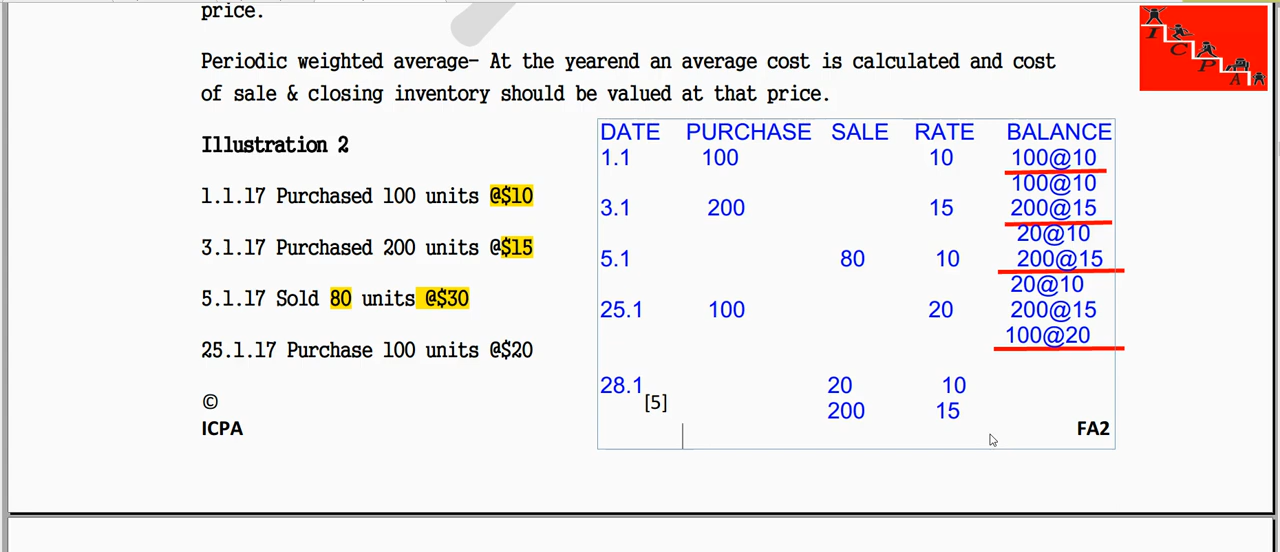 price.
Periodic weighted average- At the yearend an average cost is calculated and cost
of sale & closing inventory should be valued at that price.
Illustration 2
1.1.17 Purchased 100 units @$10
3.1.17 Purchased 200 units @$15
5.1.17 Sold 80 units @$30
25.1.17 Purchase 100 units @$20
©
ICPA
[5]
FA2
DATE PURCHASE SALE RATE BALANCE
1.1 100 10 100@10
100@10
3.1 200 15 200@15
20@10
5.1 80 10 200@15
20@10
25.1 100 20 200@15
100@20
28.1 20 10
200 15
I C P A